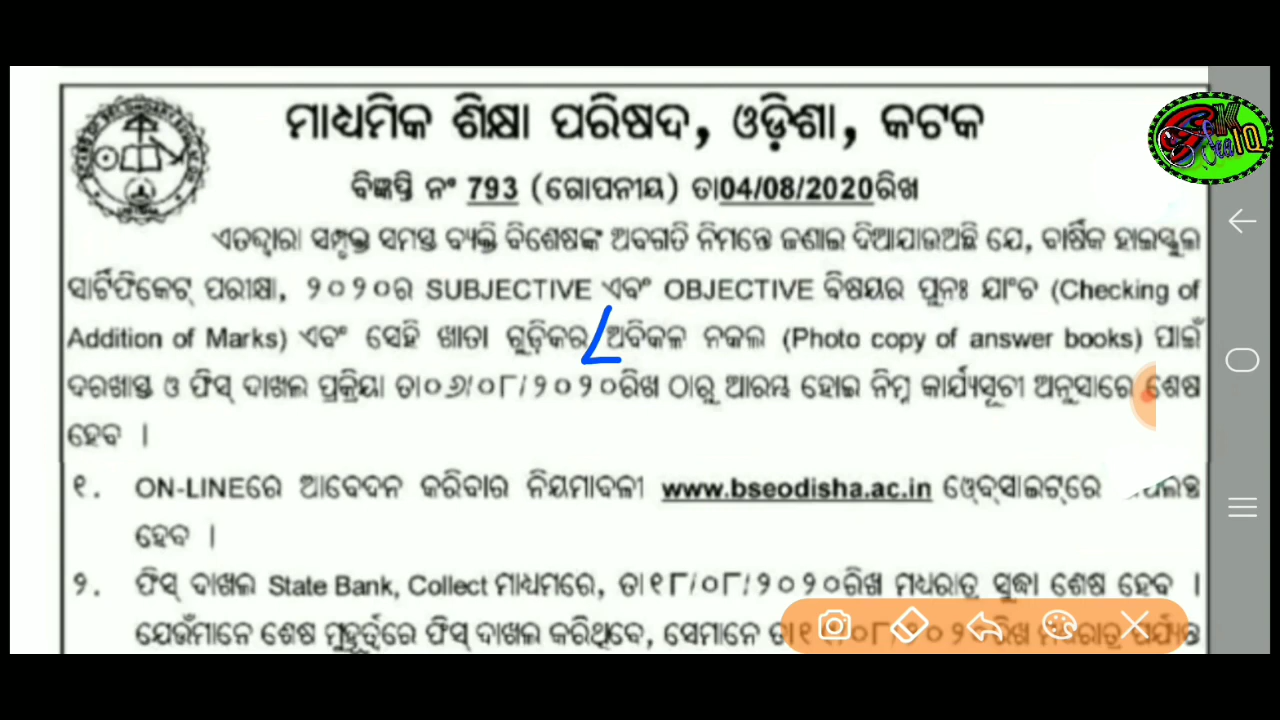 ମାଧ୍ୟମିକ ଶିକ୍ଷା ପରିଷଦ, ଓଡ଼ିଶା, କଟକ
ବିଜ୍ଞପ୍ତି ନଂ 793 (ଗୋପନୀୟ) ତା04/08/2020ରିଖ
ଏତଦ୍ଦ୍ୱାରା ସମ୍ପୃକ୍ତ ସମସ୍ତ ବ୍ୟକ୍ତି ବିଶେଷଙ୍କ ଅବଗତି ନିମନ୍ତେ ଜଣାଇ ଦିଆଯାଉଅଛି ଯେ, ବାର୍ଷିକ ହାଇସ୍କୁଲ
ସାର୍ଟିଫିକେଟ୍ ପରୀକ୍ଷା, ୨୦୨୦ର SUBJECTIVE ଏବଂ OBJECTIVE ବିଷୟର ପୁନଃ ଯାଂଚ (Checking of
Addition of Marks) ଏବଂ ସେହି ଖାତା ଗୁଡ଼ିକର ଅବିକଳ ନକଲ (Photo copy of answer books) ପାଇଁ
ଦରଖାସ୍ତ ଓ ଫିସ୍ ଦାଖଲ ପ୍ରକ୍ରିୟା ତା୦୬/୦୮/୨୦୨୦ରିଖ ଠାରୁ ଆରମ୍ଭ ହୋଇ ନିମ୍ନ କାର୍ଯ୍ୟସୂଚୀ ଅନୁସାରେ ଶେଷ
ହେବ ।
୧. ON-LINEରେ ଆବେଦନ କରିବାର ନିୟମାବଳୀ www.bseodisha.ac.in ଓ୍ବେବ୍‌ସାଇଟ୍‌ରେ
ହେବ ।
୨. ଫିସ୍ ଦାଖଲ State Bank, Collect ମାଧ୍ୟମରେ, ତା୧୮/୦୮/୨୦୨୦ରିଖ ମଧ୍ୟରାତ୍ର ସୁଦ୍ଧା ଶେଷ ହେବ ।
ଯେଉଁମାନେ ଶେଷ ମୁହୂର୍ତ୍ତରେ ଫିସ୍ ଦାଖଲ କରିଥିବେ, ସେମାନେ